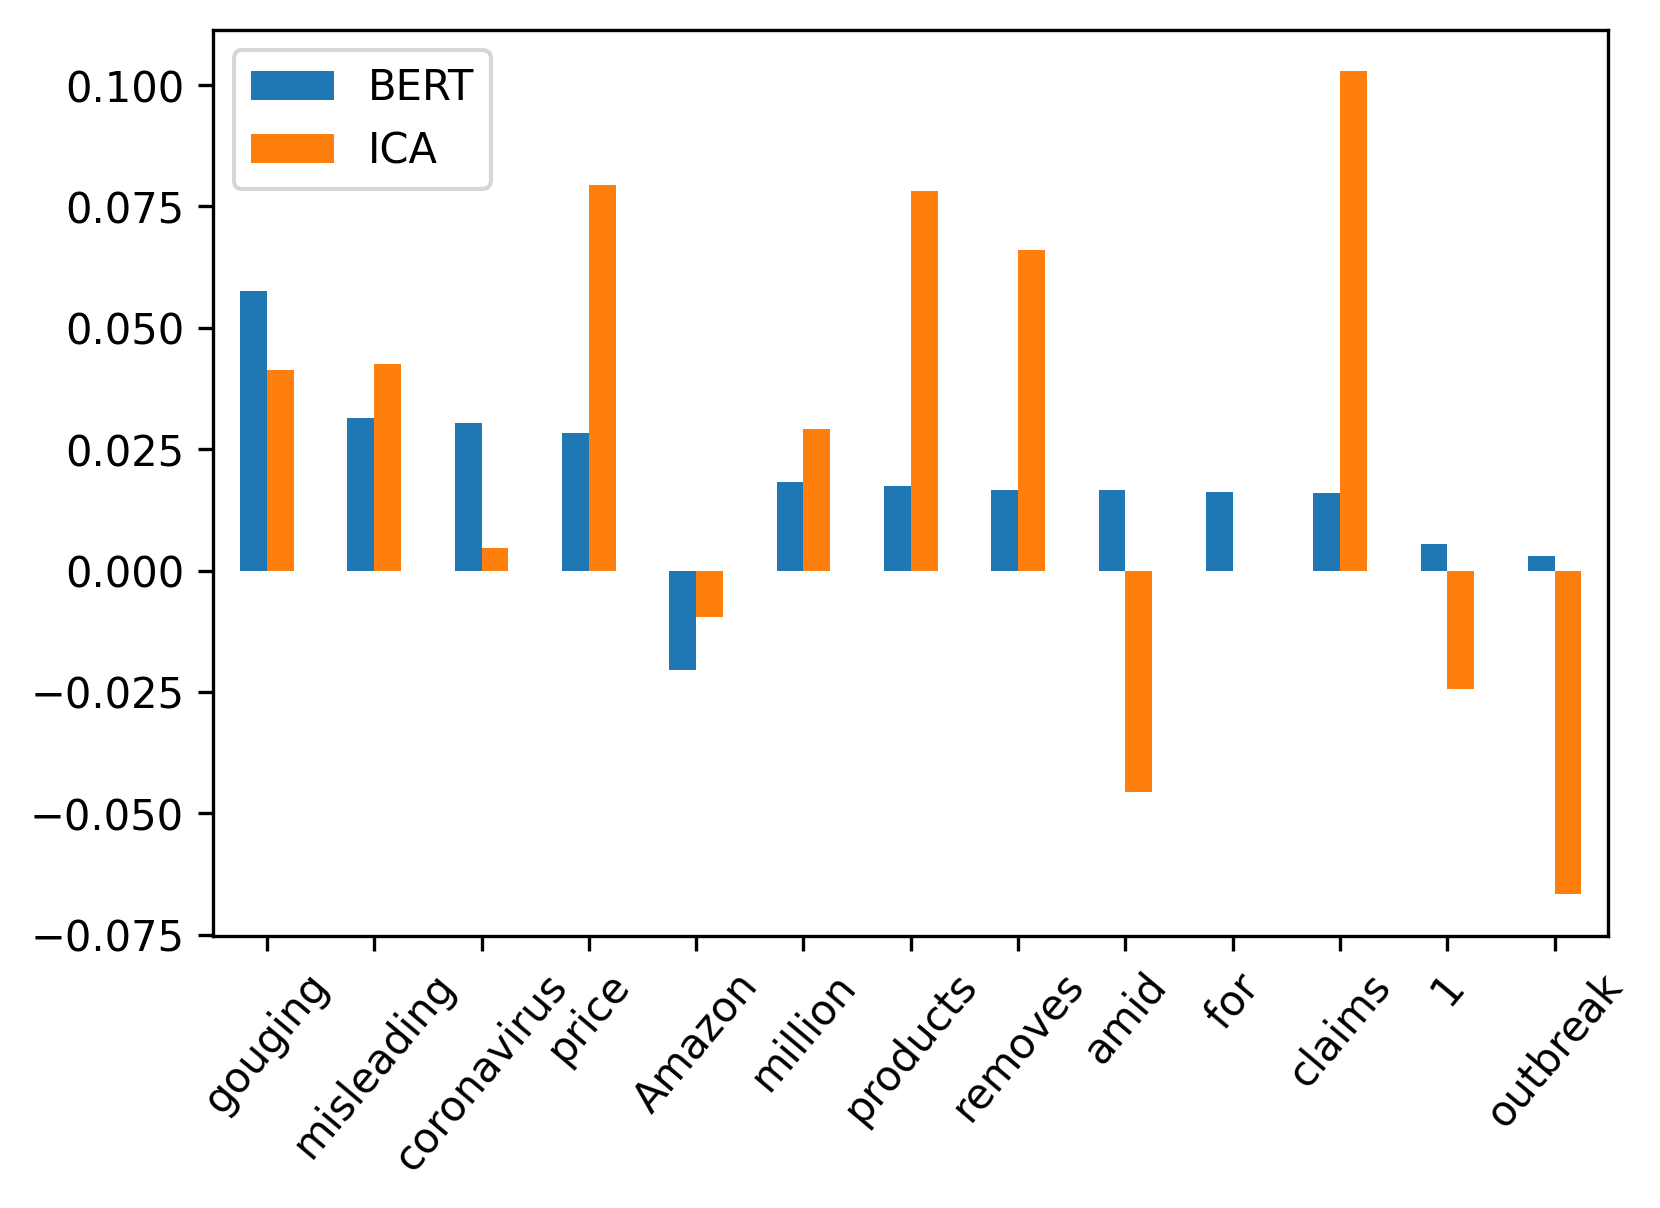 BERT
ICA
0.100
0.075
0.050
0.025
0.000
−0.025
−0.050
−0.075
gouging
misleading
coronavirus
price
Amazon
million
products
removes
amid
for
claims
1
outbreak